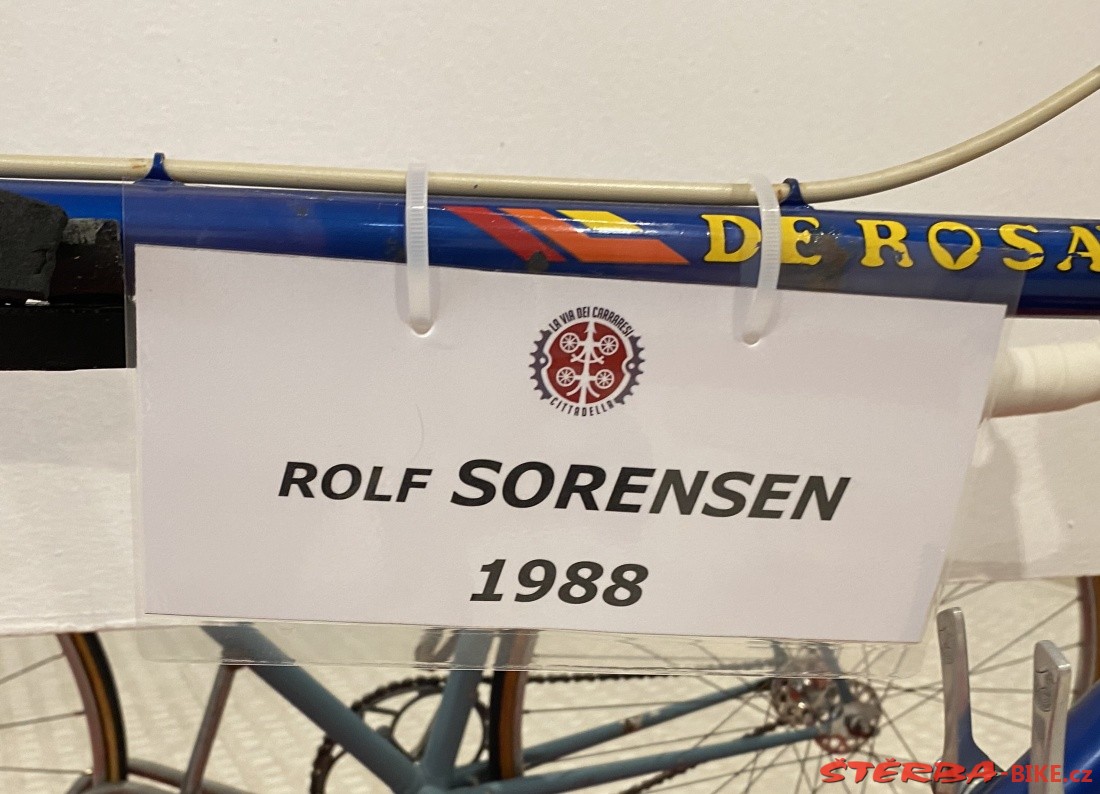 DE ROSA
LA VIA DEI CARRARESI
CITTADELLA
ROLF SORENSEN
1988
ŠTĚRBA-BIKE.cz